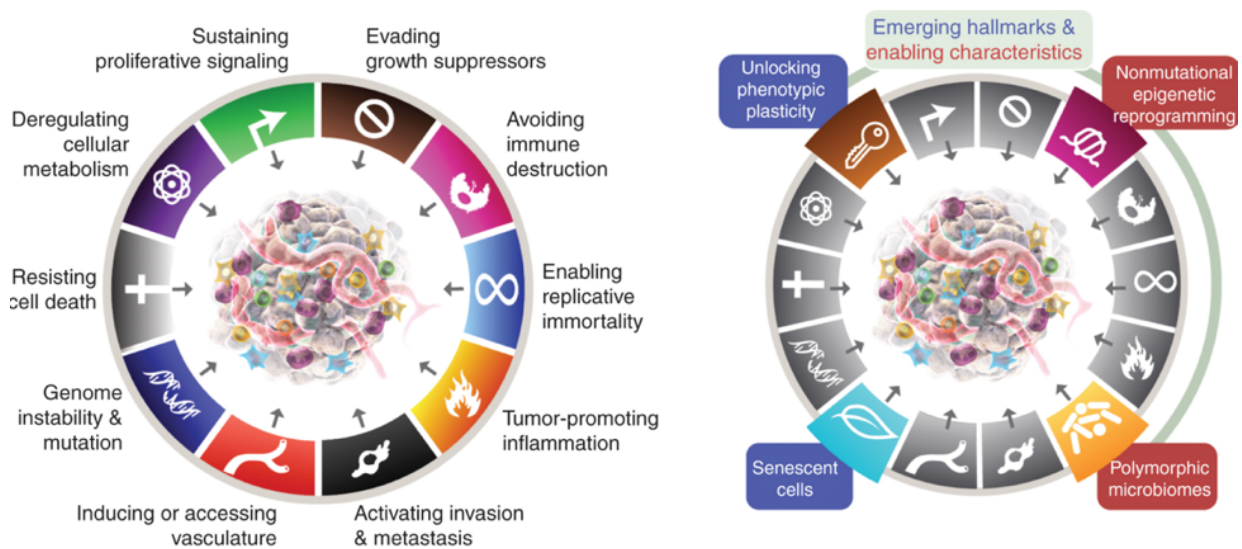 Sustaining
proliferative signaling
Evading
growth suppressors
Deregulating
cellular
metabolism
Avoiding
immune
destruction
Resisting
cell death
Enabling
replicative
immortality
Genome
instability &
mutation
Tumor-promoting
inflammation
Inducing or accessing
vasculature
Activating invasion
& metastasis
Emerging hallmarks &
enabling characteristics
Unlocking
phenotypic
plasticity
Nonmutational
epigenetic
reprogramming
Senescent
cells
Polymorphic
microbiomes